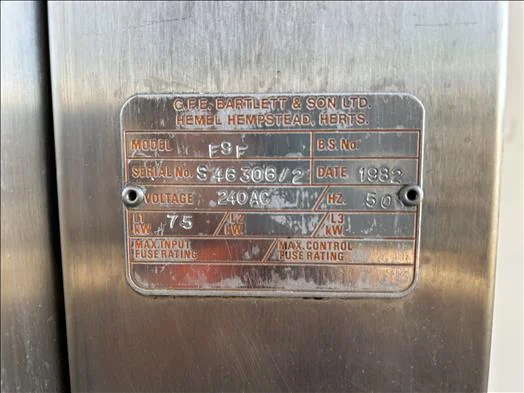 G.F.E. BARTLETT & SON LTD.
HEMEL HEMPSTEAD, HERTS.
MODEL F9F B.S. No.
SERIAL No. S46306/2 DATE 1982
VOLTAGE 240AC HZ. 50
L1 KW .75 L2 KW. L3 KW.
MAX. INPUT FUSE RATING MAX. CONTROL FUSE RATING